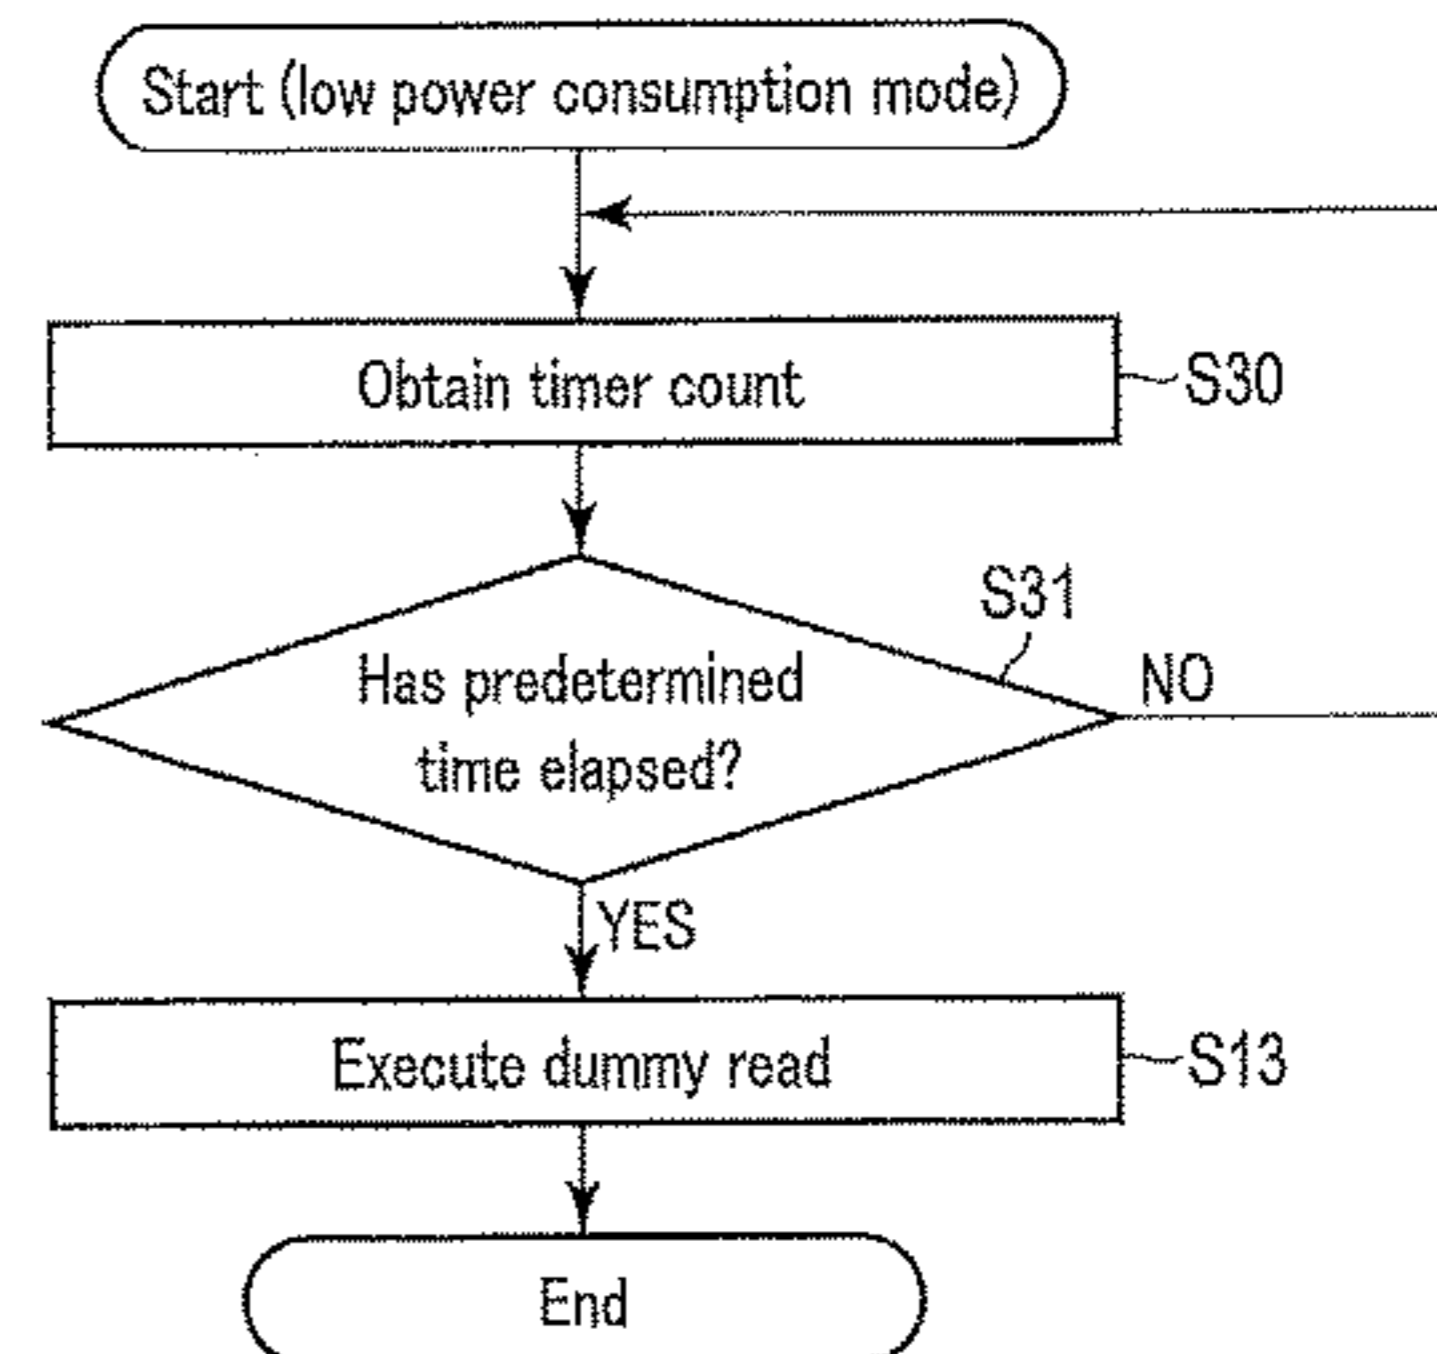 Start (low power consumption mode)
Obtain timer count
S30
S31
Has predetermined
time elapsed?
NO
YES
Execute dummy read
S13
End